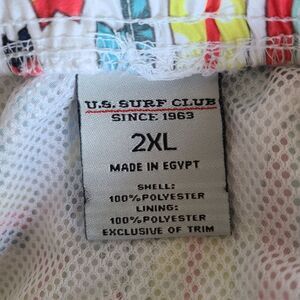 U.S. SURF CLUB
SINCE 1963
2XL
MADE IN EGYPT
SHELL:
100% POLYESTER
LINING:
100% POLYESTER
EXCLUSIVE OF TRIM